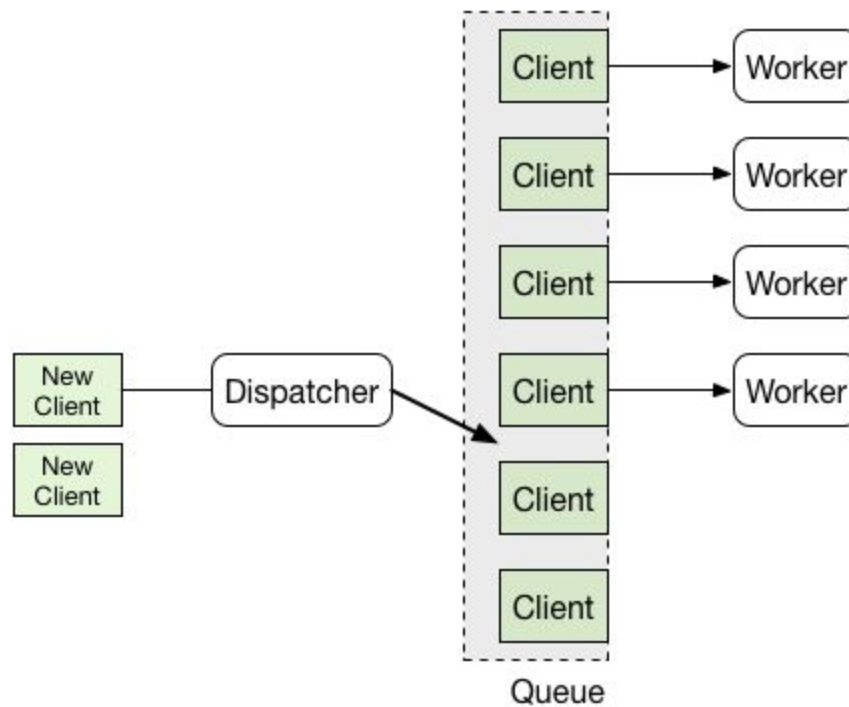 Client
Worker
Client
Worker
Client
Worker
New
Client
Dispatcher
Client
Worker
New
Client
Client
Client
Queue